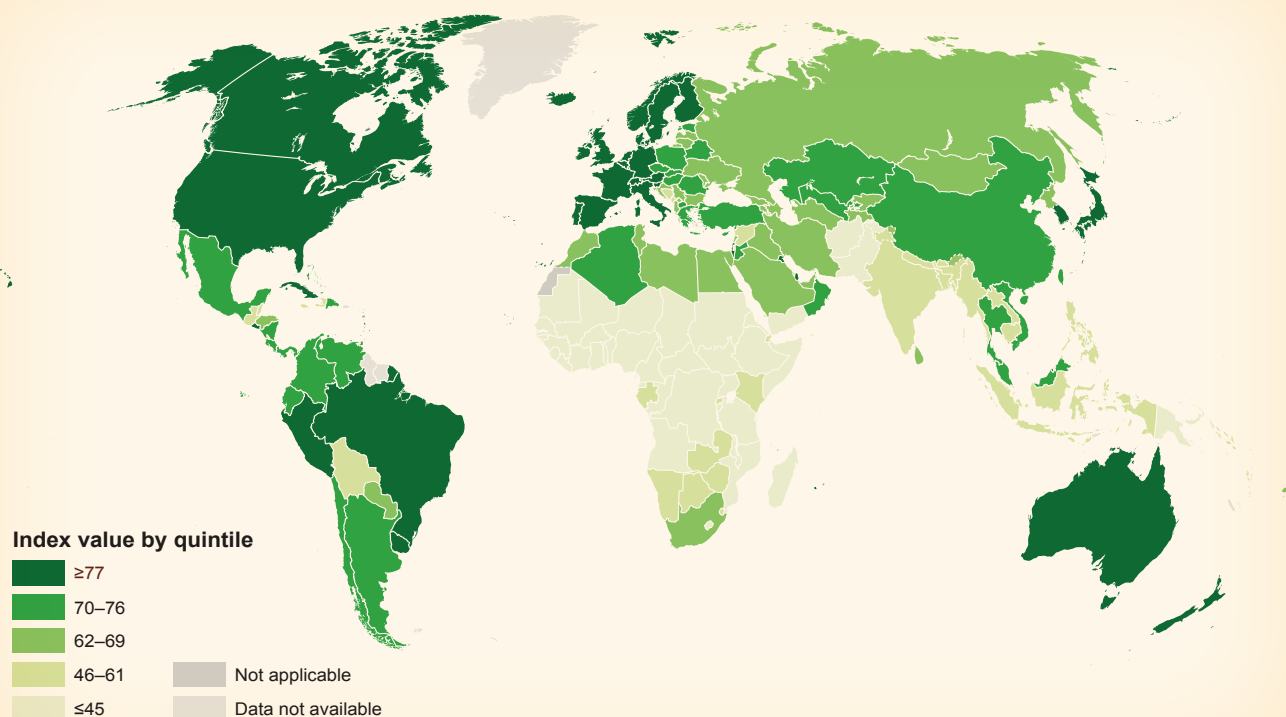 Index value by quintile
≥77
70–76
62–69
46–61
Not applicable
≤45
Data not available